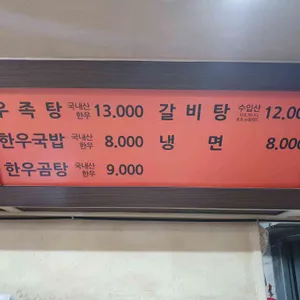 우 족 탕 국내산 한우 13,000 갈 비 탕 수입산 12,00
한우국밥 국내산 한우 8,000 냉 면 8,000
한우곰탕 국내산 한우 9,000